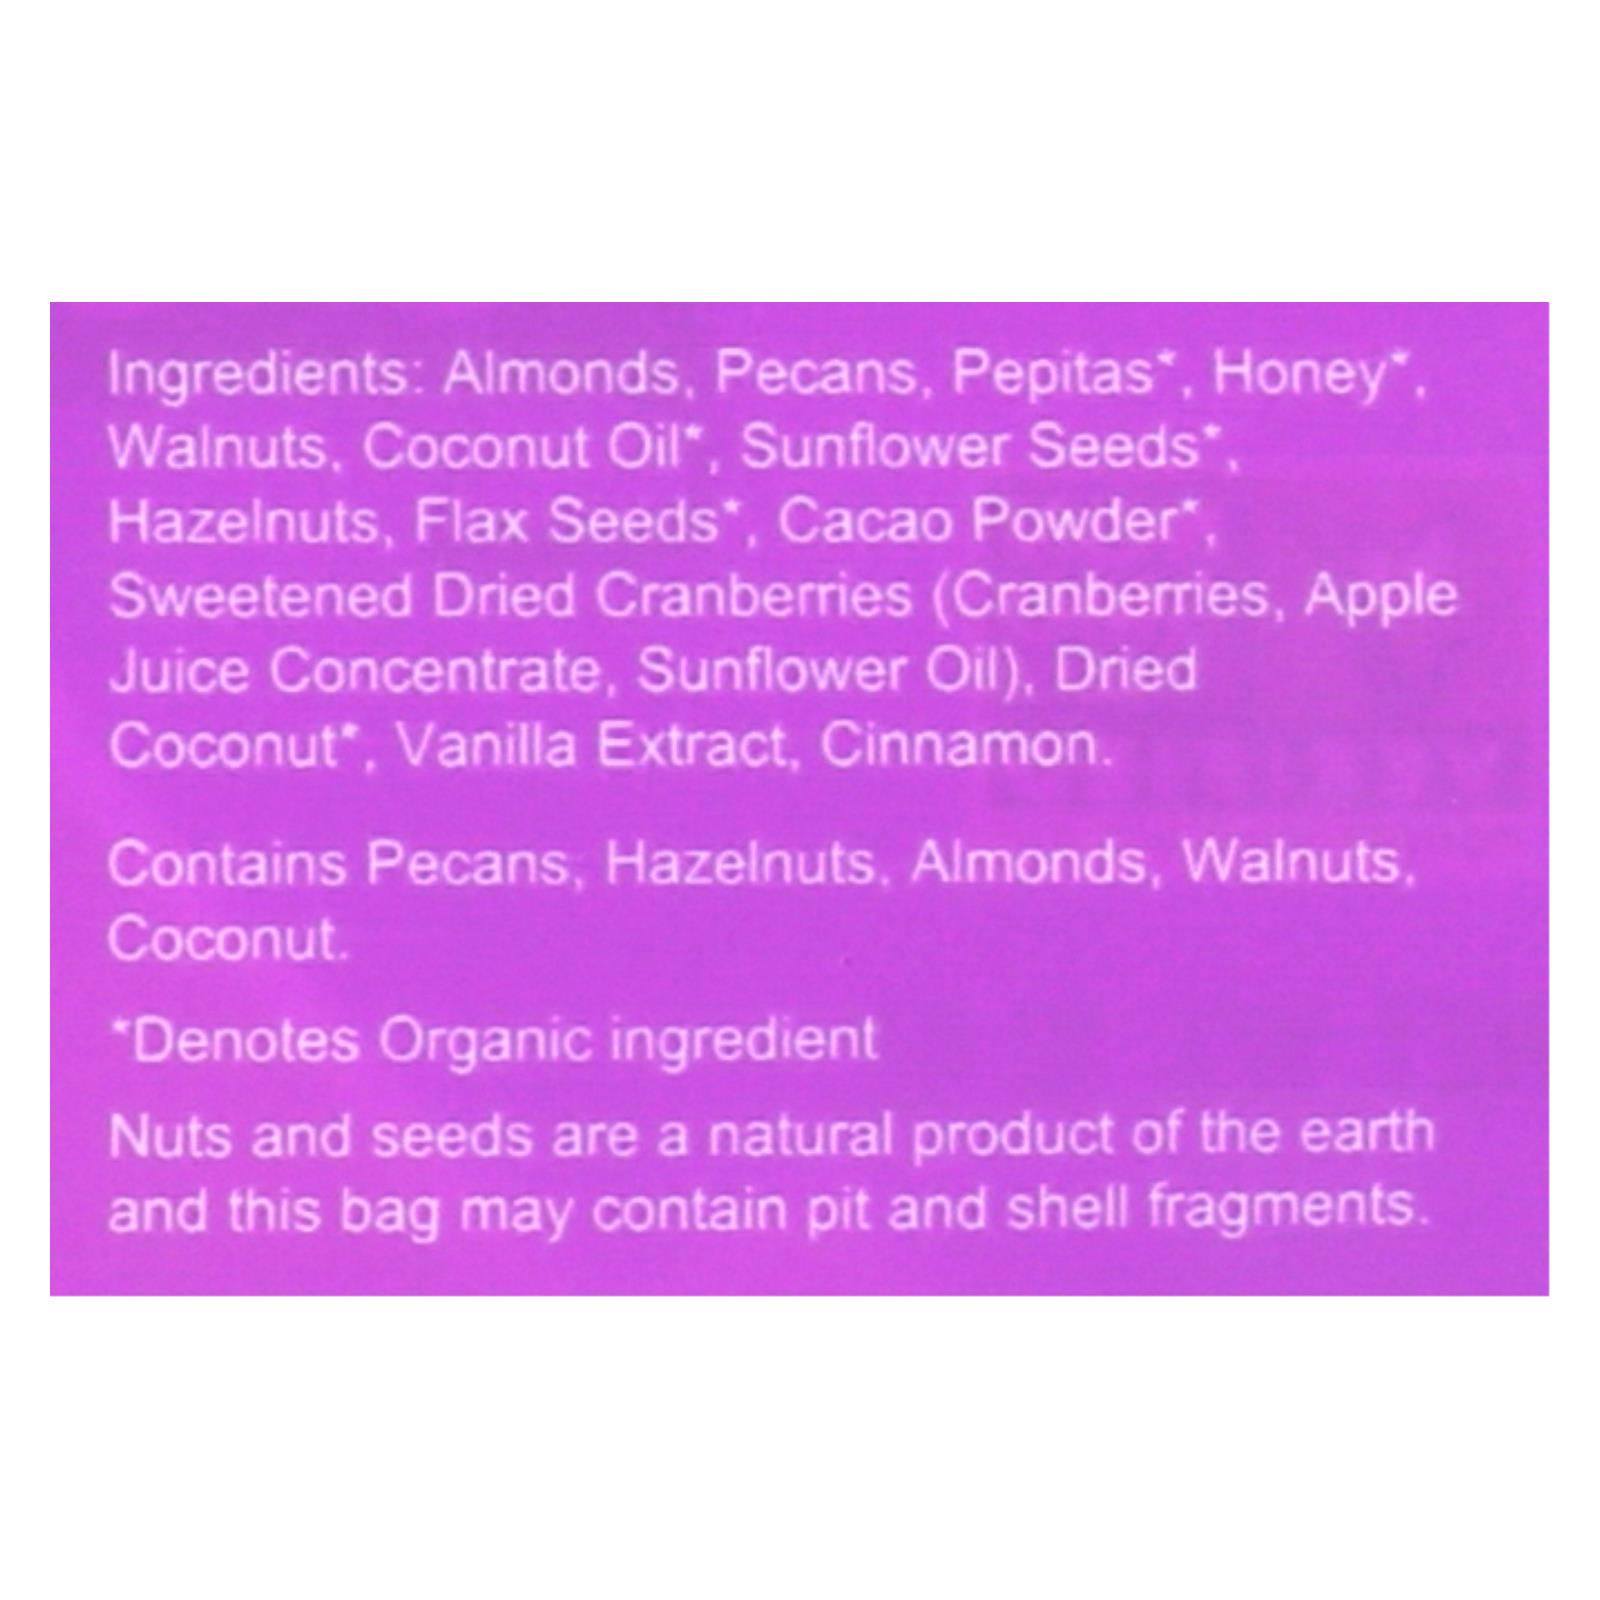 Ingredients: Almonds, Pecans, Pepitas*, Honey*,
Walnuts, Coconut Oil*, Sunflower Seeds*,
Hazelnuts, Flax Seeds*, Cacao Powder*,
Sweetened Dried Cranberries (Cranberries, Apple
Juice Concentrate, Sunflower Oil), Dried
Coconut*, Vanilla Extract, Cinnamon.
Contains Pecans, Hazelnuts, Almonds, Walnuts,
Coconut.
*Denotes Organic ingredient
Nuts and seeds are a natural product of the earth
and this bag may contain pit and shell fragments.